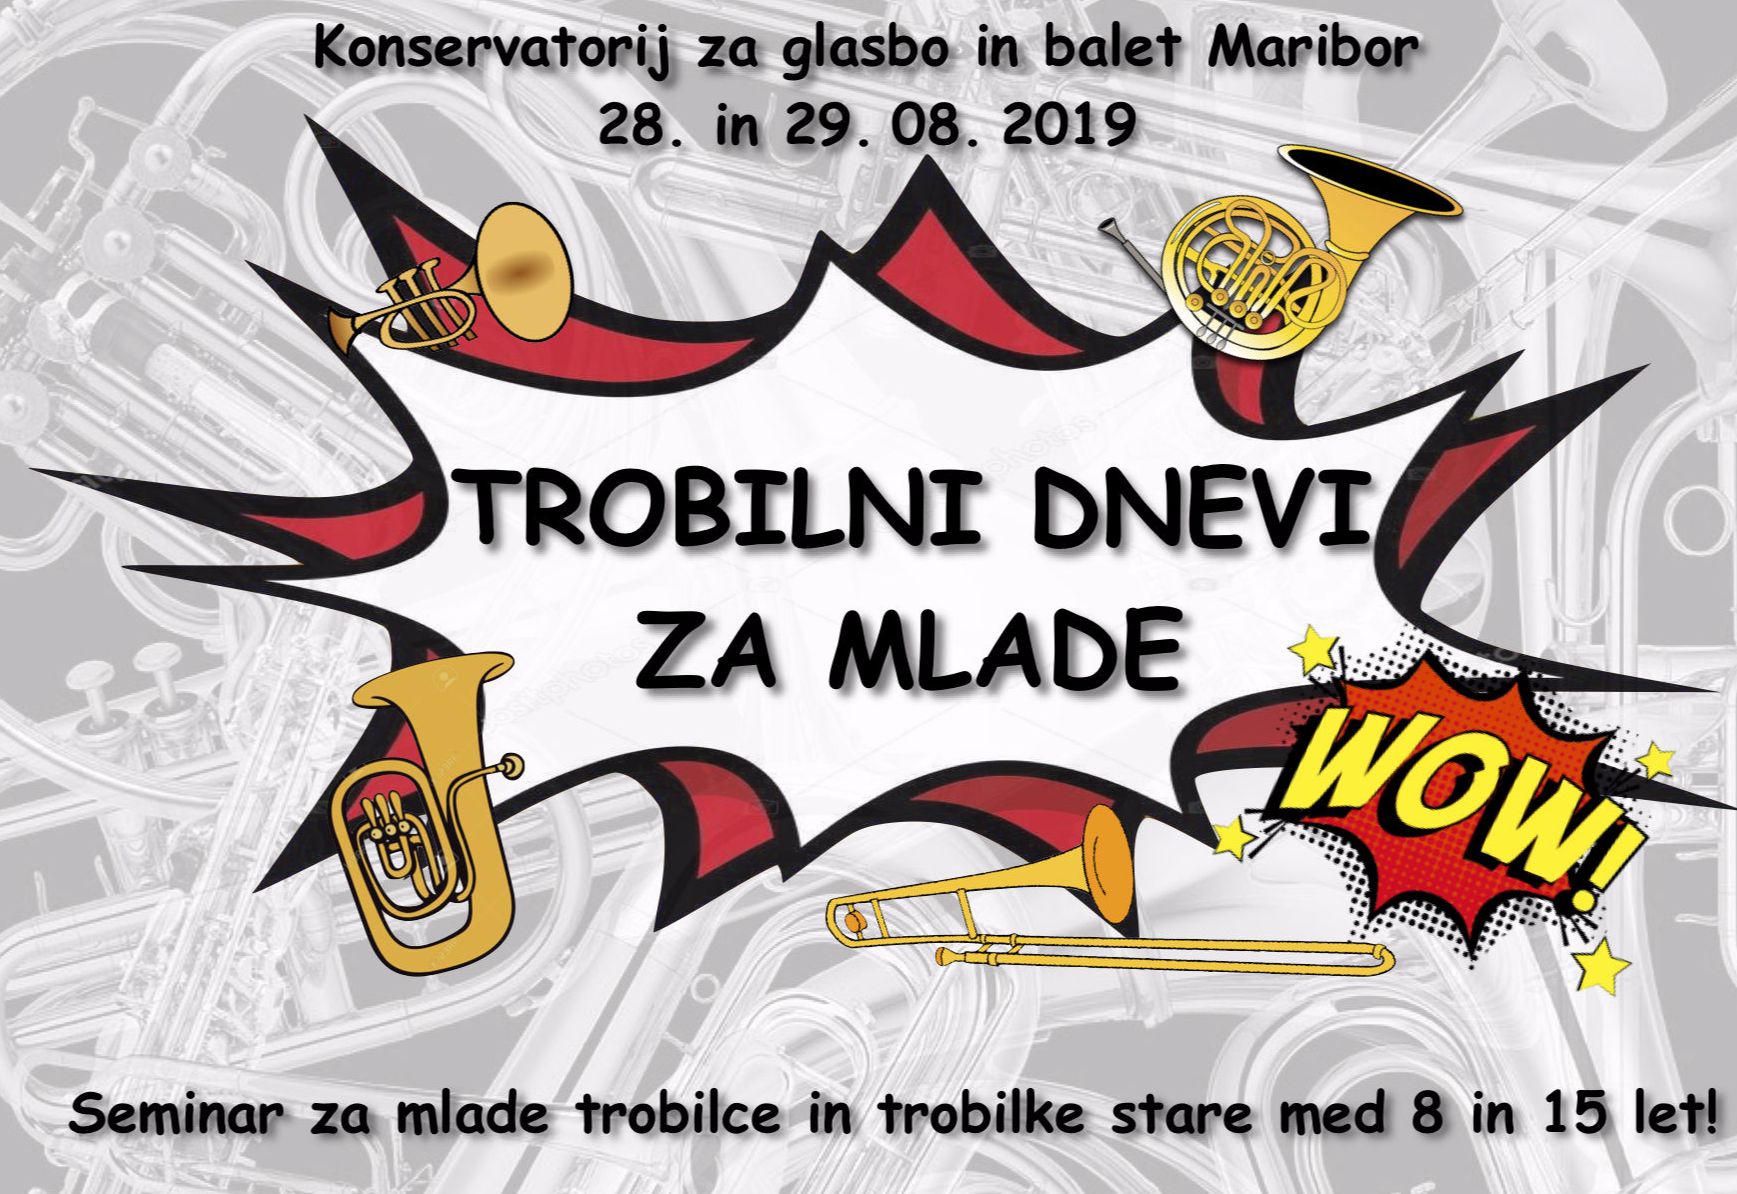 Konservatorij za glasbo in balet Maribor
28. in 29. 08. 2019
TROBILNI DNEVI
ZA MLADE
WOW!
Seminar za mlade trobilce in trobilke stare med 8 in 15 let!